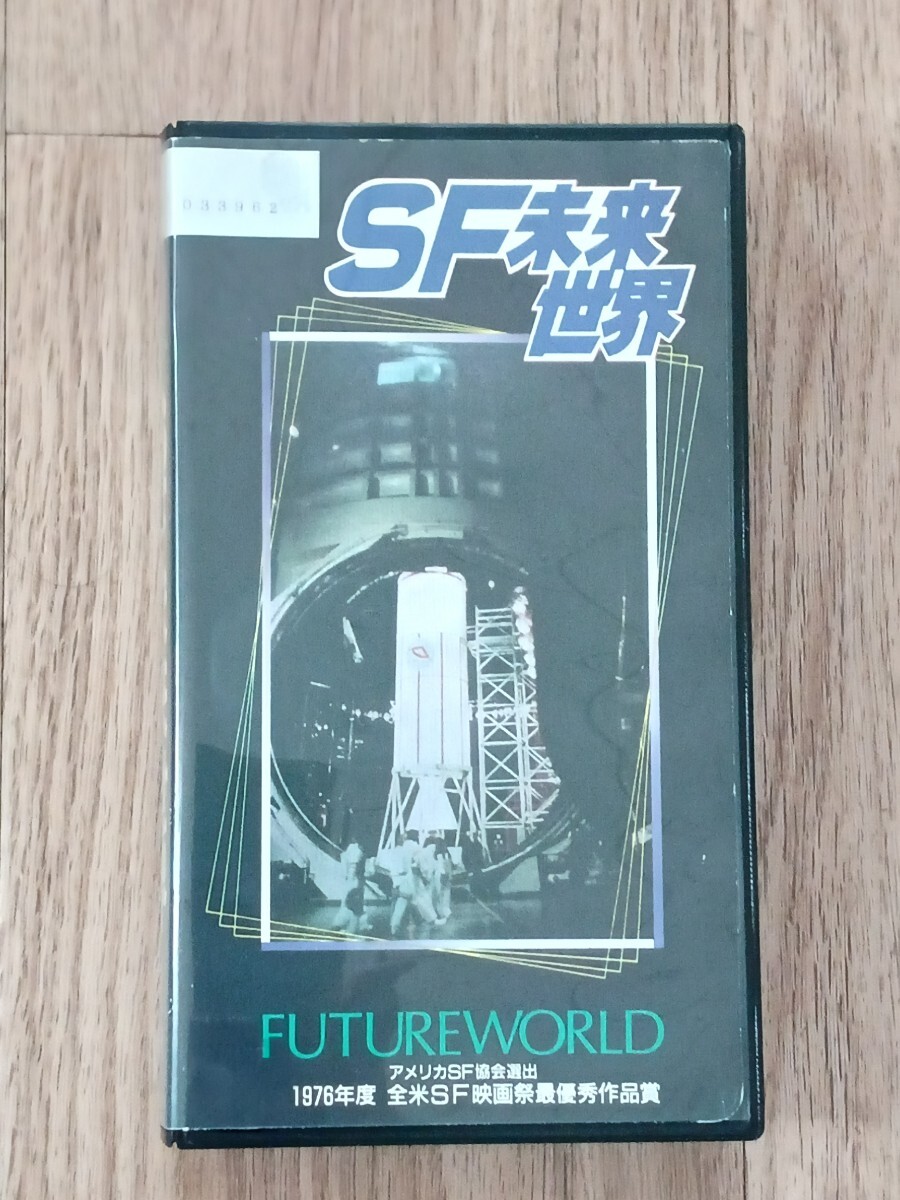 033962
SF未来
世界
FUTUREWORLD
アメリカSF協会選出
1976年度 全米SF映画祭最優秀作品賞